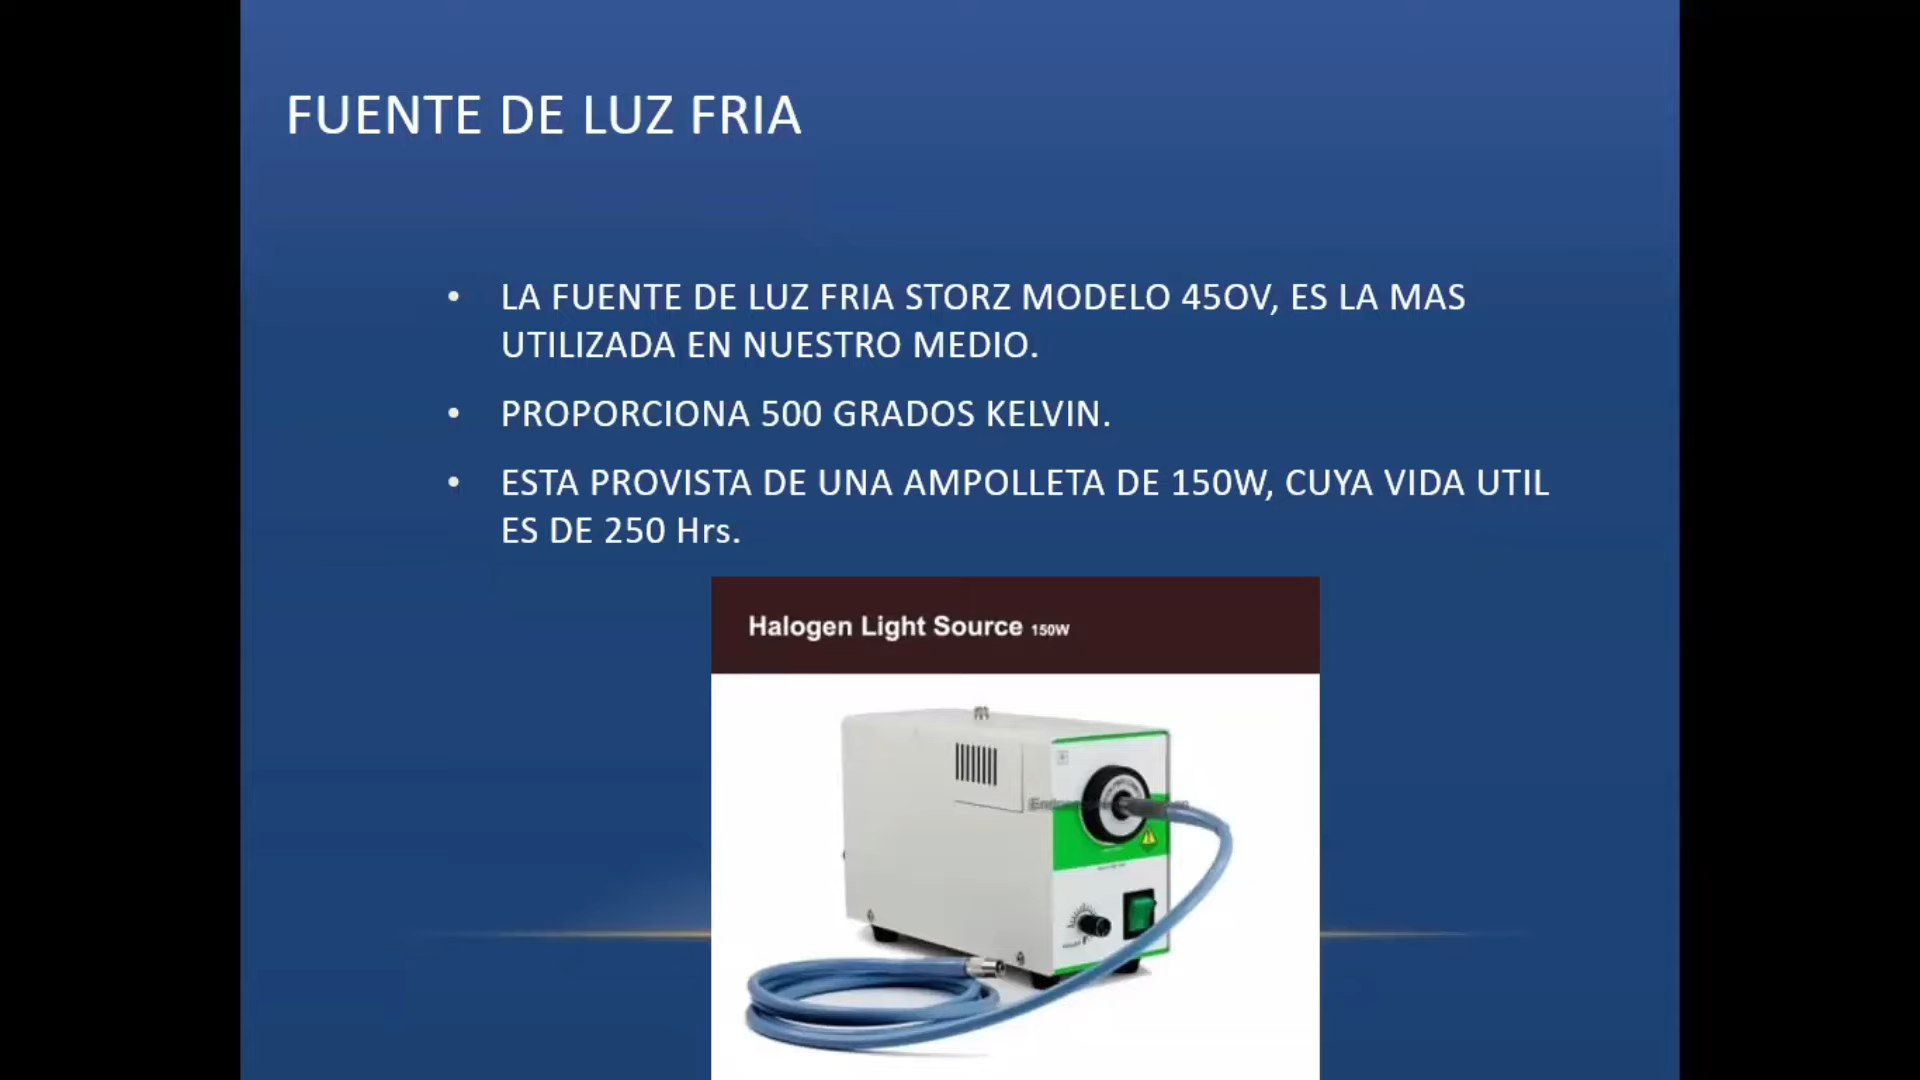 FUENTE DE LUZ FRIA
• LA FUENTE DE LUZ FRIA STORZ MODELO 45OV, ES LA MAS
UTILIZADA EN NUESTRO MEDIO.
• PROPORCIONA 500 GRADOS KELVIN.
• ESTA PROVISTA DE UNA AMPOLLETA DE 150W, CUYA VIDA UTIL
ES DE 250 Hrs.
Halogen Light Source 150W